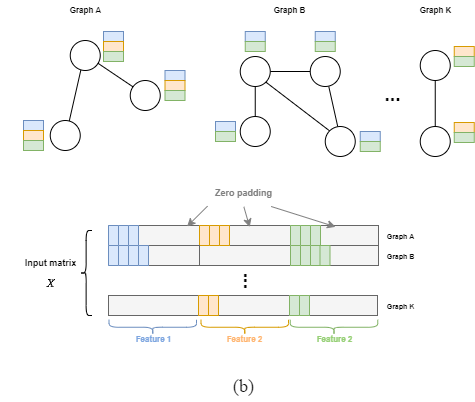 Graph A
Graph B
Graph K
...
Zero padding
Graph A
Graph B
Input matrix
X
Graph K
Feature 1
Feature 2
Feature 2
(b)